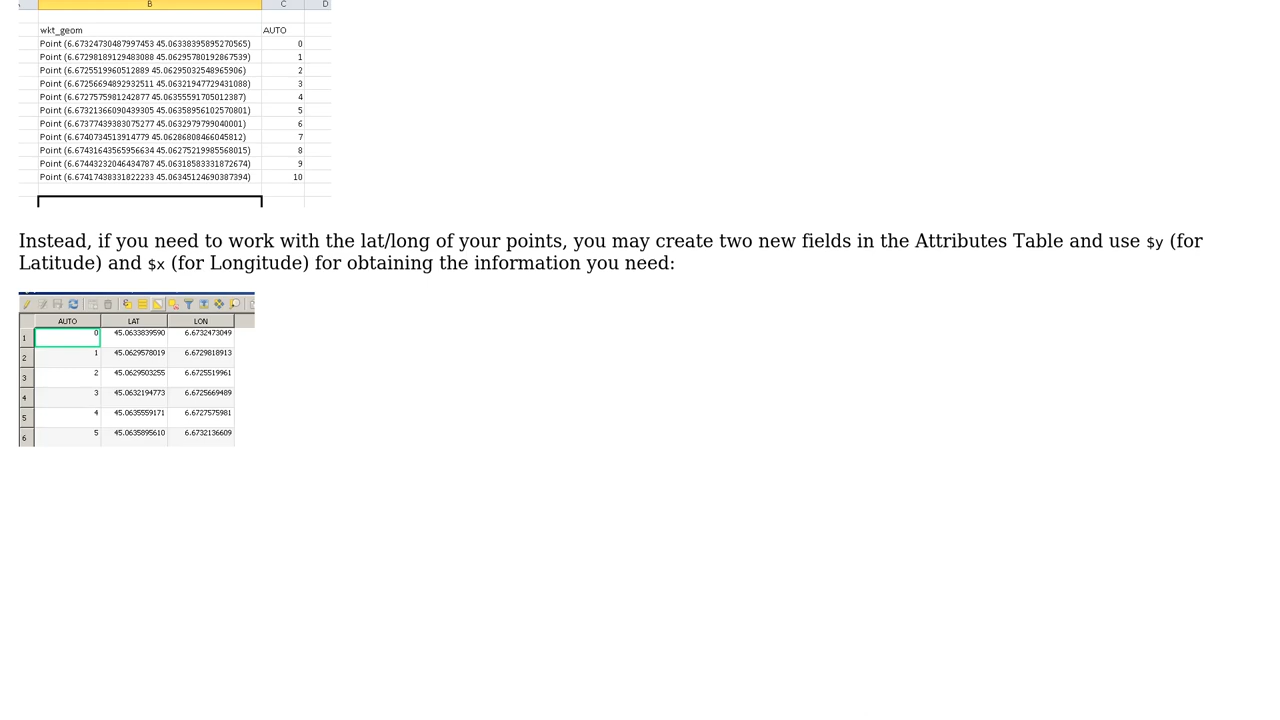 B C D
wkt_geom AUTO
Point (6.67324730487997453 45.06338395895270565) 0
Point (6.67298189129483088 45.06295780192867539) 1
Point (6.6725519960512889 45.06295032548965906) 2
Point (6.67256694892932511 45.06321947729431088) 3
Point (6.6727575981242877 45.06355591705012387) 4
Point (6.67321366090439305 45.06358956102570801) 5
Point (6.67377439383075277 45.0632979799040001) 6
Point (6.6740734513914779 45.06286808466045812) 7
Point (6.67431643565956634 45.06275219985568015) 8
Point (6.67443232046434787 45.06318583331872674) 9
Point (6.67417438331822233 45.06345124690387394) 10
Instead, if you need to work with the lat/long of your points, you may create two new fields in the Attributes Table and use $y (for
Latitude) and $x (for Longitude) for obtaining the information you need:
AUTO LAT LON
1 0 45.0633839590 6.6732473049
2 1 45.0629578019 6.6729818913
3 2 45.0629503255 6.6725519961
4 3 45.0632194773 6.6725669489
5 4 45.0635559171 6.6727575981
6 5 45.0635895610 6.6732136609